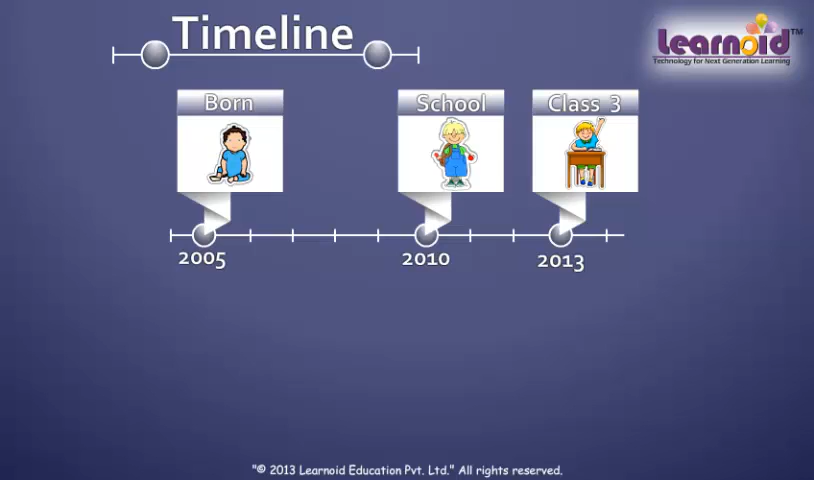 Timeline
Learnoid™
Technology for Next Generation Learning
Born
School
Class 3
2005
2010
2013
"© 2013 Learnoid Education Pvt. Ltd." All rights reserved.